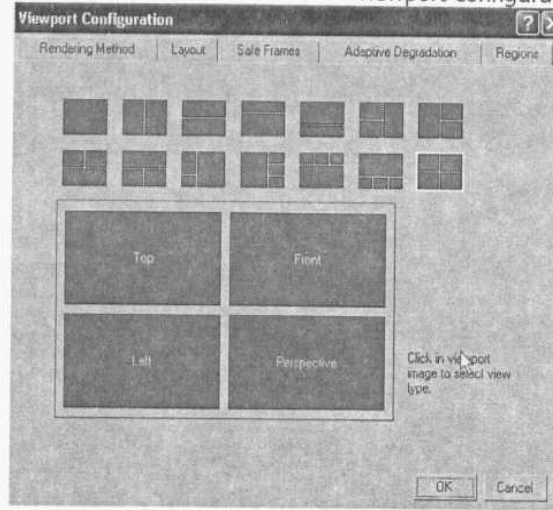 Viewport Configuration
Rendering Method Layout Safe Frames Adaptive Degradation Regions
Top Front
Left Perspective
Click in viewport
image to select view
type.
OK Cancel